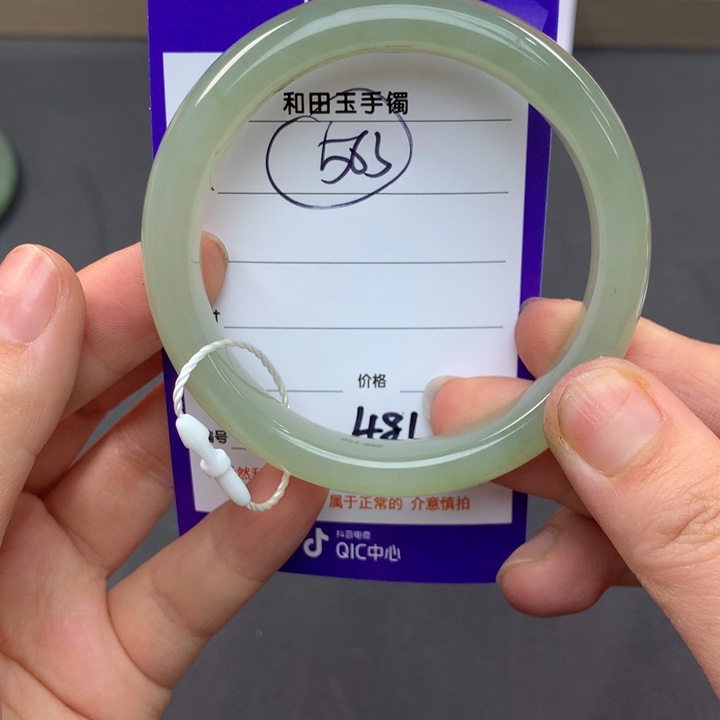 和田玉手镯
563
价格
号
属于正常的 介意慎拍
抖音电商
QIC中心